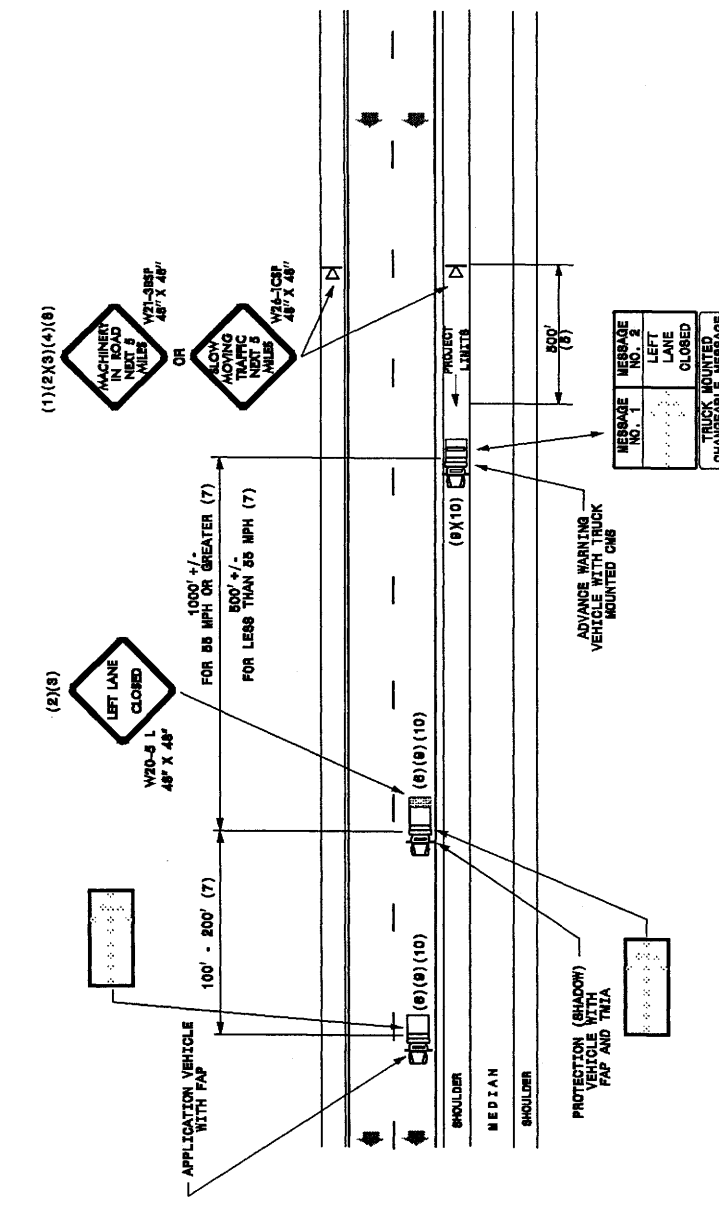 (1)(2)(3)(4)(8)
MACHINERY
IN ROAD
NEXT 5
MILES
W21-3BSP
48" X 48"
OR
SLOW
MOVING
TRAFFIC
NEXT 5
MILES
W26-1CSP
48" X 48"
(2)(3)
LEFT LANE
CLOSED
W20-5 L
48" X 48"
1000' +/-
FOR 55 MPH OR GREATER (7)
500' +/-
FOR LESS THAN 55 MPH (7)
100' - 200' (7)
APPLICATION VEHICLE
WITH FAP
(6)(9)(10)
(6)(9)(10)
(9)(10)
PROJECT
LIMITS
500'
(5)
MESSAGE
NO. 1
MESSAGE
NO. 2
LEFT
LANE
CLOSED
TRUCK MOUNTED
CHANGEABLE MESSAGE
ADVANCE WARNING
VEHICLE WITH TRUCK
MOUNTED CMS
PROTECTION (SHADOW)
VEHICLE WITH
FAP AND TMIA
SHOULDER
MEDIAN
SHOULDER